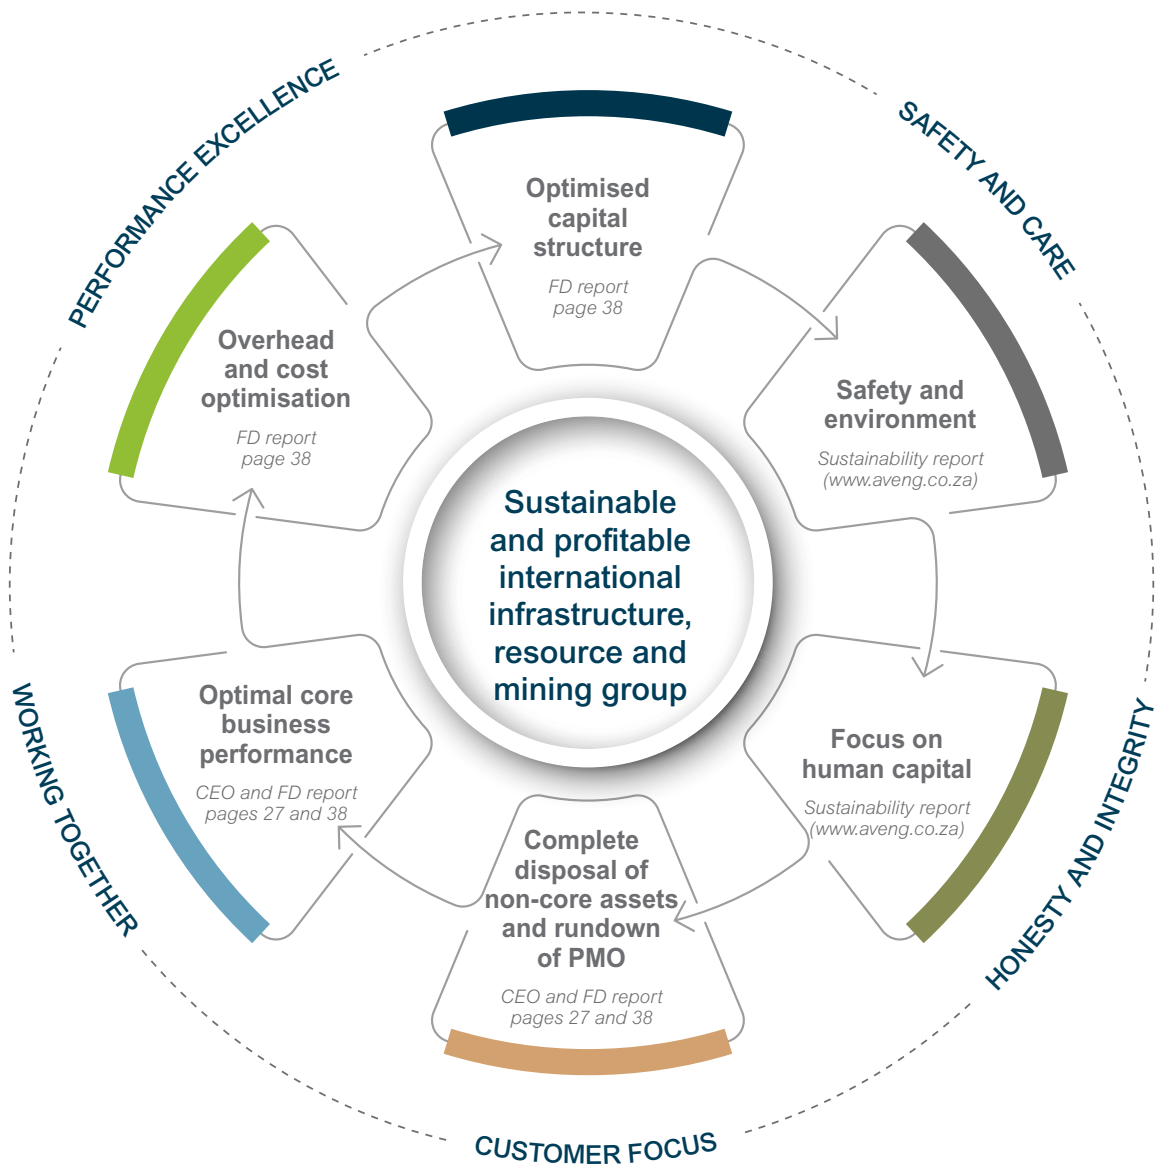 PERFORMANCE EXCELLENCE
SAFETY AND CARE
HONESTY AND INTEGRITY
CUSTOMER FOCUS
WORKING TOGETHER
Optimised
capital
structure
FD report
page 38
Safety and
environment
Sustainability report
(www.aveng.co.za)
Focus on
human capital
Sustainability report
(www.aveng.co.za)
Complete
disposal of
non-core assets
and rundown
of PMO
CEO and FD report
pages 27 and 38
Optimal core
business
performance
CEO and FD report
pages 27 and 38
Overhead
and cost
optimisation
FD report
page 38
Sustainable
and profitable
international
infrastructure,
resource and
mining group